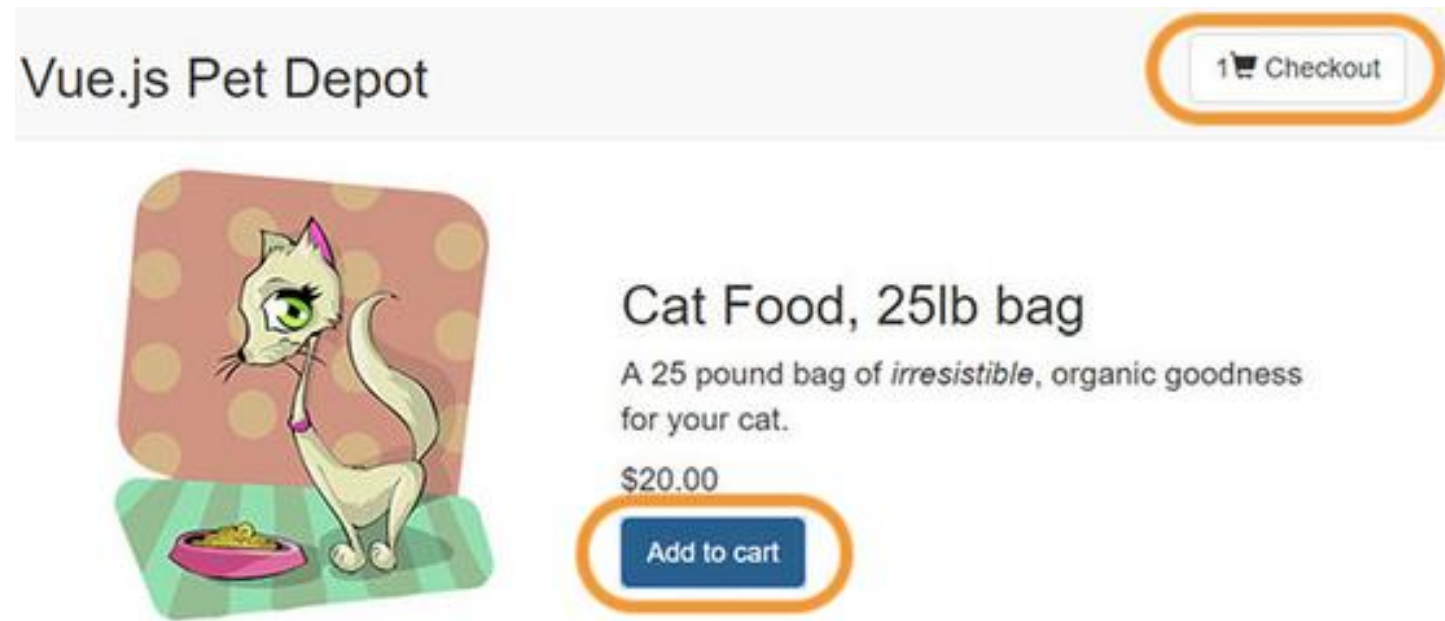 Vue.js Pet Depot
1 Checkout
Cat Food, 25lb bag
A 25 pound bag of irresistible, organic goodness
for your cat.
$20.00
Add to cart